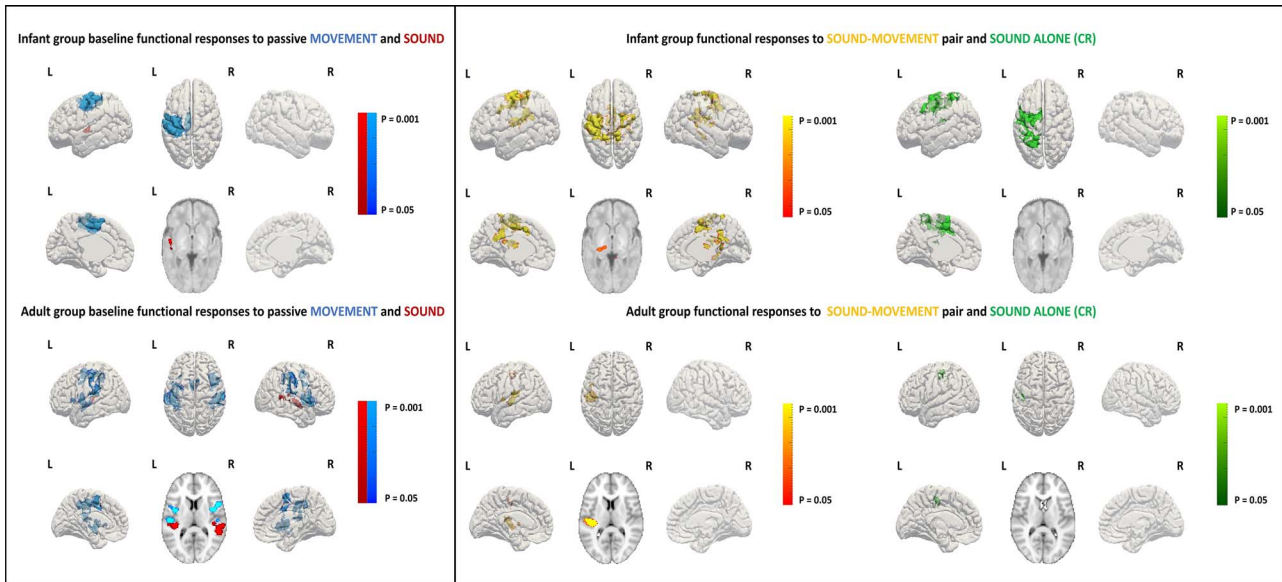 Infant group baseline functional responses to passive MOVEMENT and SOUND
L L R R
P = 0.001
L L R R
P = 0.05
Adult group baseline functional responses to passive MOVEMENT and SOUND
L L R R
P = 0.001
L L R R
P = 0.05
Infant group functional responses to SOUND-MOVEMENT pair and SOUND ALONE (CR)
L L R R L L R R
P = 0.001 P = 0.001
L L R R L L R R
P = 0.05 P = 0.05
Adult group functional responses to SOUND-MOVEMENT pair and SOUND ALONE (CR)
L L R R L L R R
P = 0.001 P = 0.001
L L R R L L R R
P = 0.05 P = 0.05